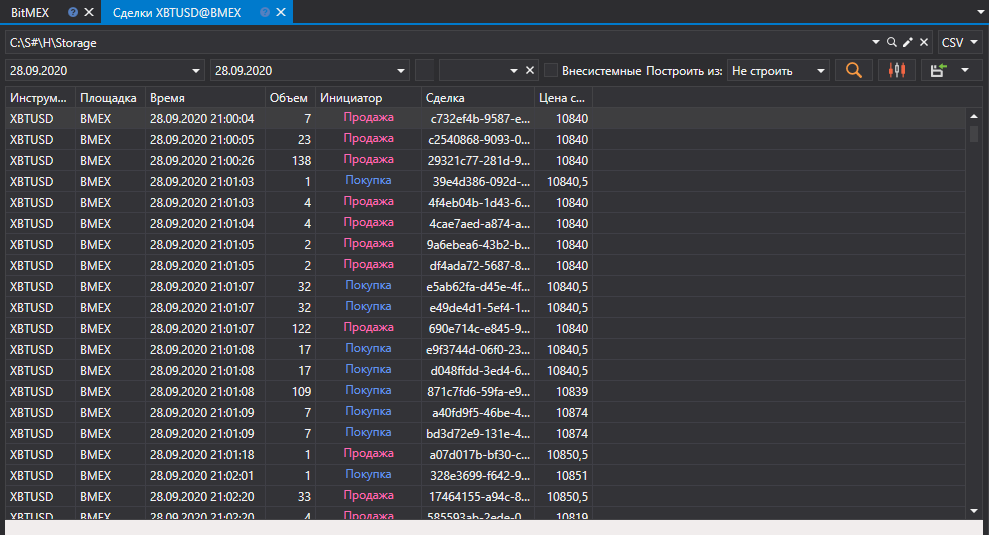 BitMEX Сделки XBTUSD@BMEX
C:\S#\H\Storage CSV
28.09.2020 28.09.2020 Внесистемные Построить из: Не строить
Инструм... Площадка Время Объем Инициатор Сделка Цена с...
XBTUSD BMEX 28.09.2020 21:00:04 7 Продажа c732ef4b-9587-e... 10840
XBTUSD BMEX 28.09.2020 21:00:05 23 Продажа c2540868-9093-0... 10840
XBTUSD BMEX 28.09.2020 21:00:26 138 Продажа 29321c77-281d-9... 10840
XBTUSD BMEX 28.09.2020 21:01:03 1 Покупка 39e4d386-092d-... 10840,5
XBTUSD BMEX 28.09.2020 21:01:03 4 Продажа 4f4eb04b-1d43-6... 10840
XBTUSD BMEX 28.09.2020 21:01:04 4 Продажа 4cae7aed-a874-a... 10840
XBTUSD BMEX 28.09.2020 21:01:05 2 Продажа 9a6ebea6-43b2-b... 10840
XBTUSD BMEX 28.09.2020 21:01:05 2 Продажа df4ada72-5687-8... 10840
XBTUSD BMEX 28.09.2020 21:01:07 32 Покупка e5ab62fa-d45e-4f... 10840,5
XBTUSD BMEX 28.09.2020 21:01:07 32 Покупка e49de4d1-5ef4-1... 10840,5
XBTUSD BMEX 28.09.2020 21:01:07 122 Продажа 690e714c-e845-9... 10840
XBTUSD BMEX 28.09.2020 21:01:08 17 Покупка e9f3744d-06f0-23... 10840,5
XBTUSD BMEX 28.09.2020 21:01:08 17 Покупка d048ffdd-3ed4-6... 10840,5
XBTUSD BMEX 28.09.2020 21:01:08 109 Покупка 871c7fd6-59fa-e9... 10839
XBTUSD BMEX 28.09.2020 21:01:09 7 Покупка a40fd9f5-46be-4... 10874
XBTUSD BMEX 28.09.2020 21:01:09 7 Покупка bd3d72e9-131e-4... 10874
XBTUSD BMEX 28.09.2020 21:01:18 1 Продажа a07d017b-bf30-c... 10850,5
XBTUSD BMEX 28.09.2020 21:02:01 1 Покупка 328e3699-f642-9... 10851
XBTUSD BMEX 28.09.2020 21:02:20 33 Продажа 17464155-a94c-8... 10850,5
XBTUSD BMEX 28.09.2020 21:02:20 4 Продажа 585593ab-2ede-0... 10819